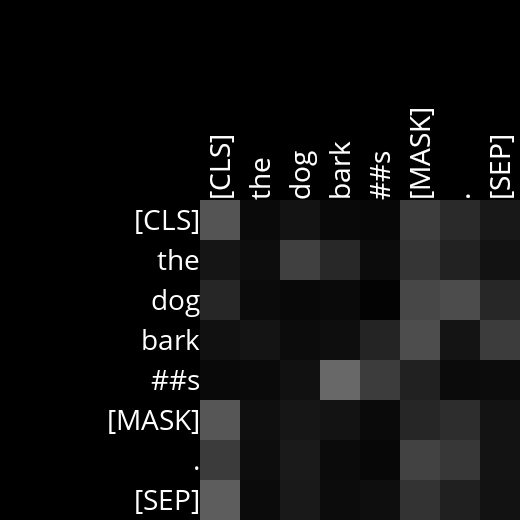 [CLS] the dog bark ##s [MASK] . [SEP]
[CLS]
the
dog
bark
##s
[MASK]
.
[SEP]